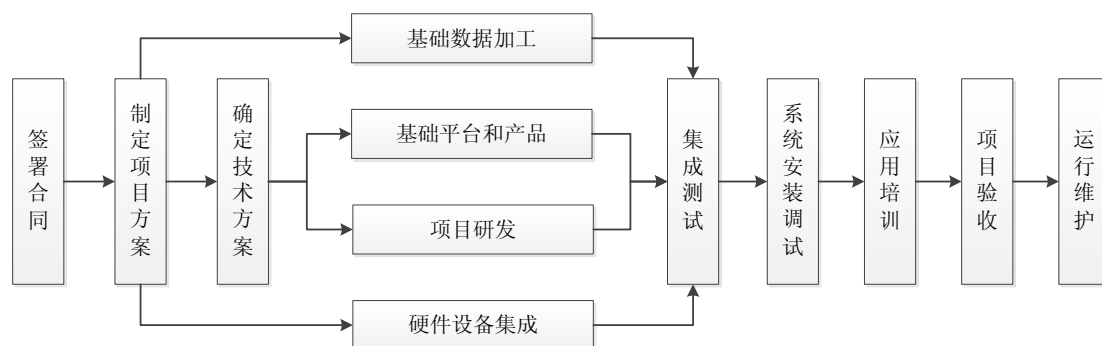 签署合同
制定项目方案
确定技术方案
基础数据加工
基础平台和产品
项目研发
硬件设备集成
集成测试
系统安装调试
应用培训
项目验收
运行维护